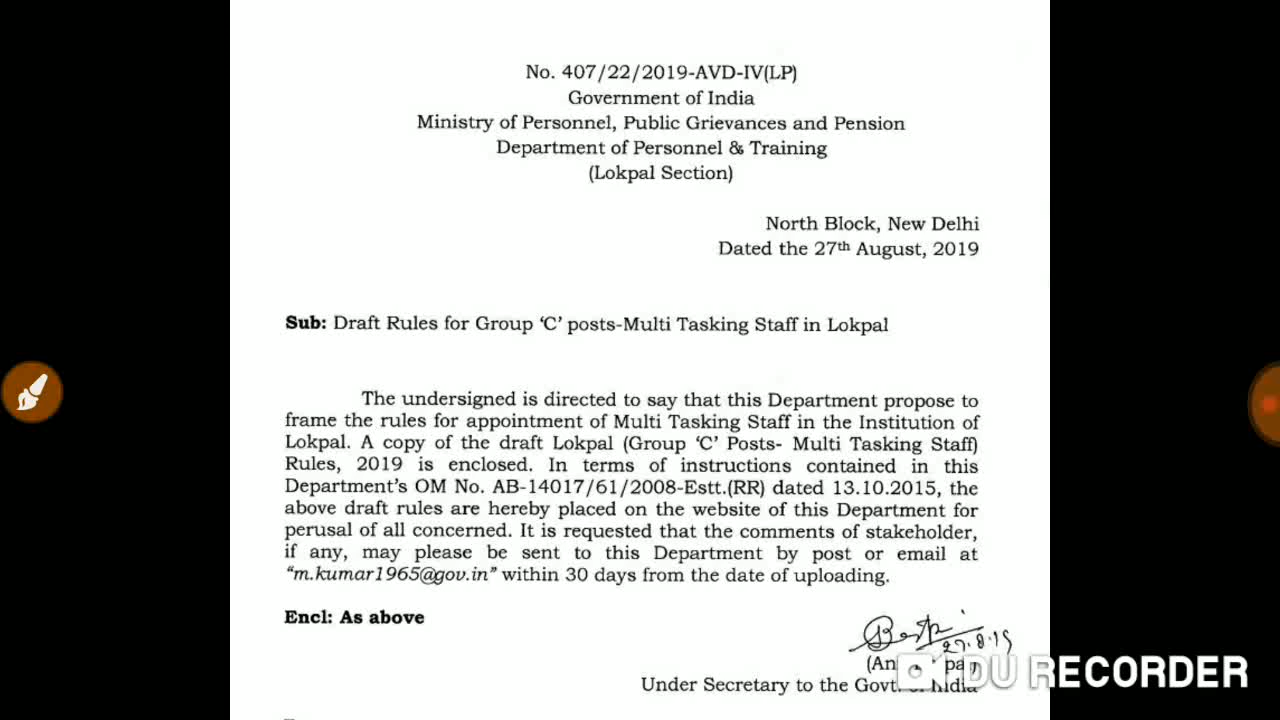 No. 407/22/2019-AVD-IV(LP)
Government of India
Ministry of Personnel, Public Grievances and Pension
Department of Personnel & Training
(Lokpal Section)
North Block, New Delhi
Dated the 27th August, 2019
Sub: Draft Rules for Group ‘C’ posts-Multi Tasking Staff in Lokpal
The undersigned is directed to say that this Department propose to
frame the rules for appointment of Multi Tasking Staff in the Institution of
Lokpal. A copy of the draft Lokpal (Group ‘C’ Posts- Multi Tasking Staff)
Rules, 2019 is enclosed. In terms of instructions contained in this
Department’s OM No. AB-14017/61/2008-Estt.(RR) dated 13.10.2015, the
above draft rules are hereby placed on the website of this Department for
perusal of all concerned. It is requested that the comments of stakeholder,
if any, may please be sent to this Department by post or email at
“m.kumar1965@gov.in” within 30 days from the date of uploading.
Encl: As above
27.8.19
DU RECORDER
Under Secretary to the Govt. of India